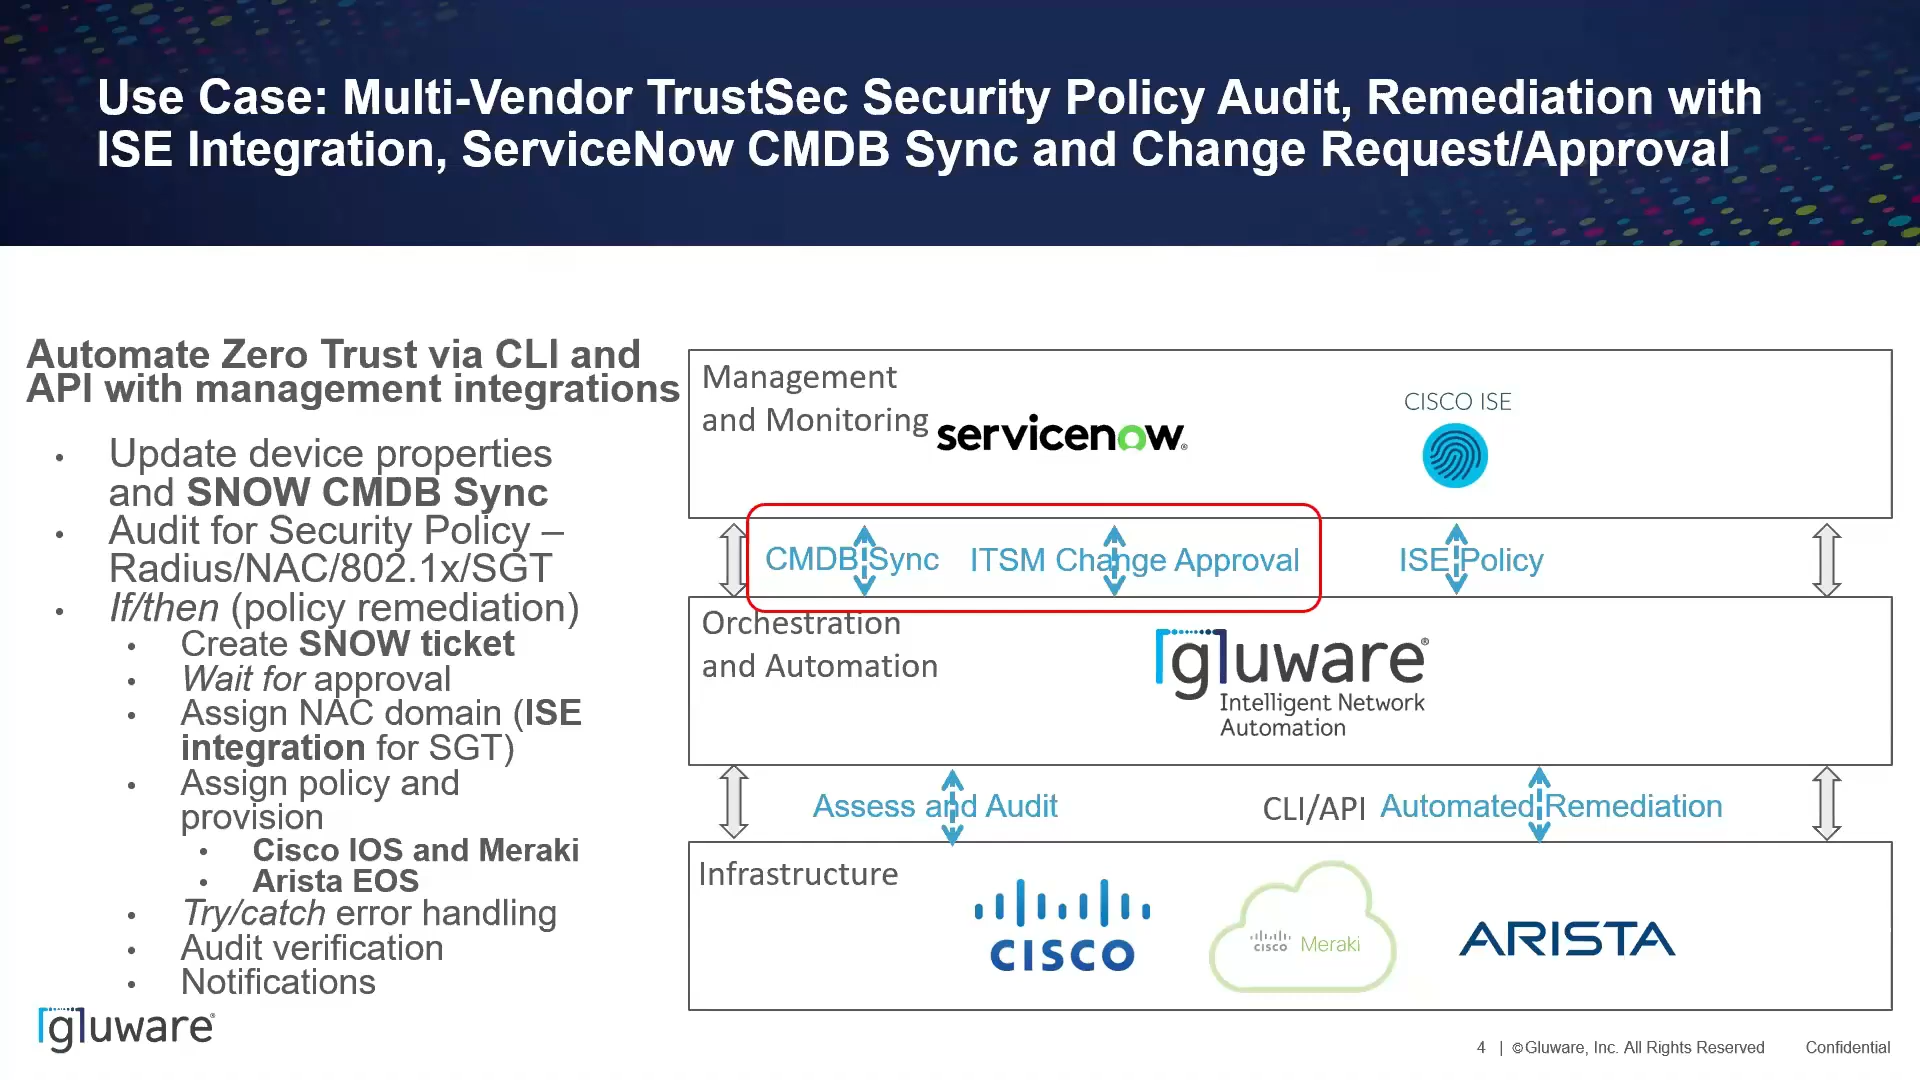 Use Case: Multi-Vendor TrustSec Security Policy Audit, Remediation with
ISE Integration, ServiceNow CMDB Sync and Change Request/Approval
Automate Zero Trust via CLI and
API with management integrations
• Update device properties
and SNOW CMDB Sync
• Audit for Security Policy –
Radius/NAC/802.1x/SGT
• If/then (policy remediation)
• Create SNOW ticket
• Wait for approval
• Assign NAC domain (ISE
integration for SGT)
• Assign policy and
provision
• Cisco IOS and Meraki
• Arista EOS
• Try/catch error handling
• Audit verification
• Notifications
Management
and Monitoring
servicenow®
CISCO ISE
CMDB Sync
ITSM Change Approval
ISE Policy
Orchestration
and Automation
[g]luware®
Intelligent Network
Automation
Assess and Audit
CLI/API
Automated Remediation
Infrastructure
CISCO
cisco Meraki
ARISTA
[g]luware®
4 | ©Gluware, Inc. All Rights Reserved Confidential